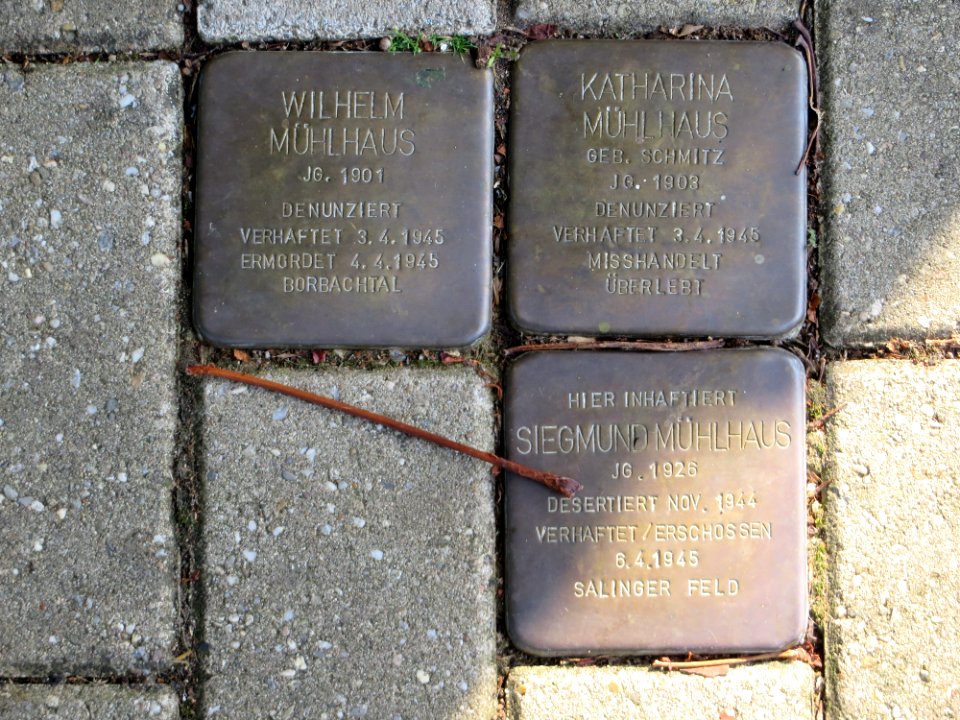 WILHELM
MÜHLHAUS
JG. 1901
DENUNZIERT
VERHAFTET 3.4.1945
ERMORDET 4.4.1945
BORBACHTAL
KATHARINA
MÜHLHAUS
GEB. SCHMITZ
JG. 1903
DENUNZIERT
VERHAFTET 3.4.1945
MISSHANDELT
ÜBERLEBT
HIER INHAFTIERT
SIEGMUND MÜHLHAUS
JG. 1926
DESERTIERT NOV. 1944
VERHAFTET/ERSCHOSSEN
6.4.1945
SALINGER FELD